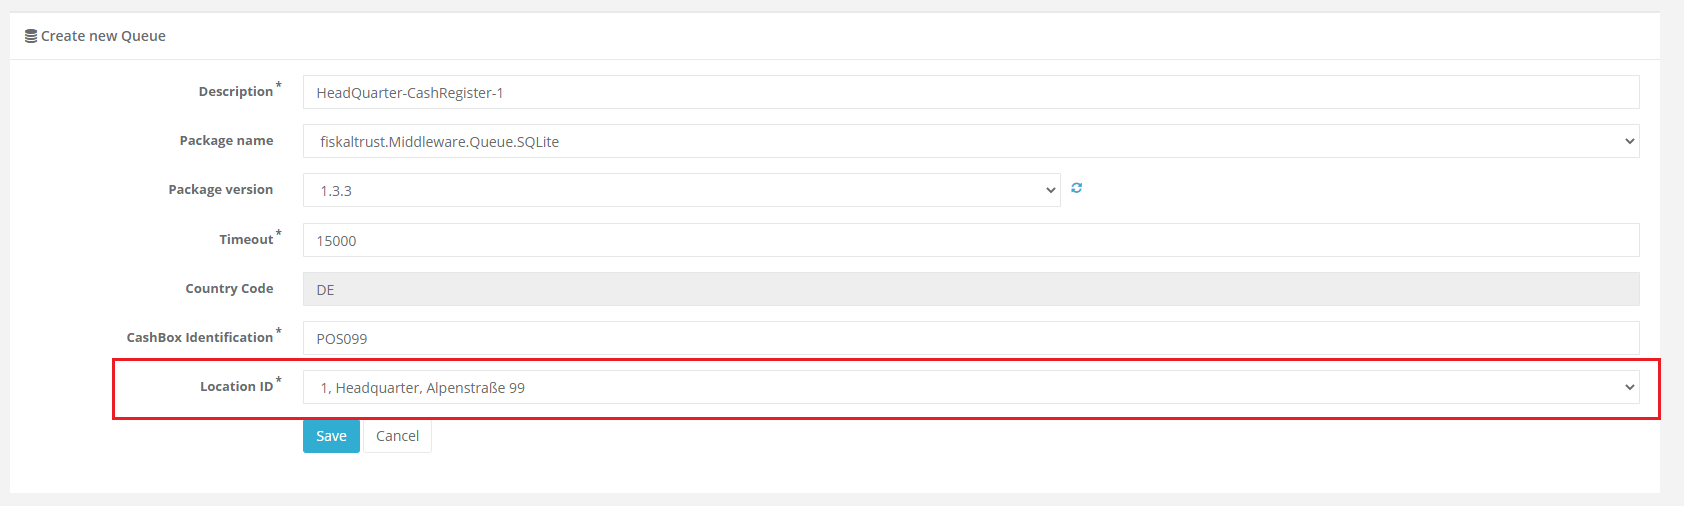 Create new Queue
Description * HeadQuarter-CashRegister-1
Package name fiskaltrust.Middleware.Queue.SQLite
Package version 1.3.3
Timeout * 15000
Country Code DE
CashBox Identification * POS099
Location ID * 1, Headquarter, Alpenstraße 99
Save Cancel